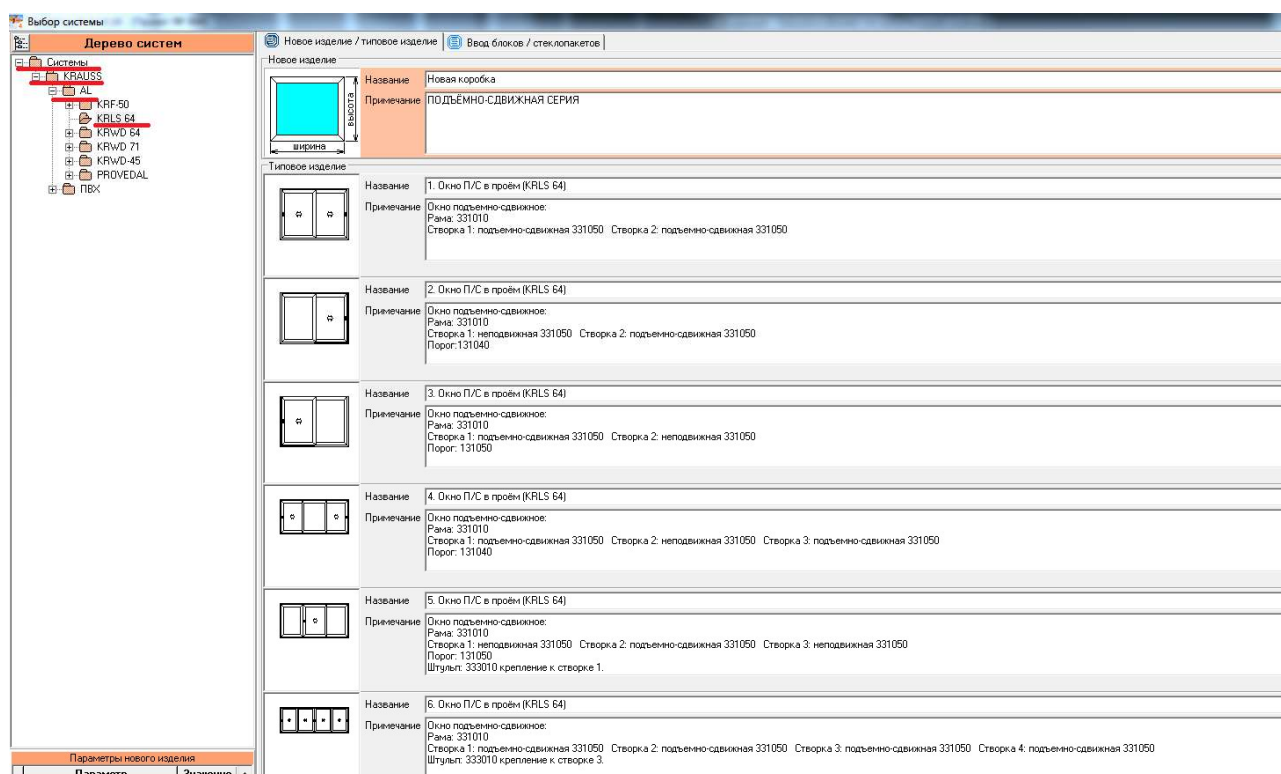 Выбор системы
Дерево систем
Системы
KRAUSS
AL
KRF-50
KRLS 64
KRWD 64
KRWD 71
KRWD-45
PROVEDAL
ПВХ
Параметры нового изделия
Параметр Значение
Новое изделие / типовое изделие Ввод блоков / стеклопакетов
Новое изделие
высота
ширина
Название Новая коробка
Примечание ПОДЪЁМНО-СДВИЖНАЯ СЕРИЯ
Типовое изделие
Название 1. Окно П/С в проём (KRLS 64)
Примечание Окно подъемно-сдвижное:
Рама: 331010
Створка 1: подъемно-сдвижная 331050 Створка 2: подъемно-сдвижная 331050
Название 2. Окно П/С в проём (KRLS 64)
Примечание Окно подъемно-сдвижное:
Рама: 331010
Створка 1: неподвижная 331050 Створка 2: подъемно-сдвижная 331050
Порог:131040
Название 3. Окно П/С в проём (KRLS 64)
Примечание Окно подъемно-сдвижное:
Рама: 331010
Створка 1: подъемно-сдвижная 331050 Створка 2: неподвижная 331050
Порог: 131050
Название 4. Окно П/С в проём (KRLS 64)
Примечание Окно подъемно-сдвижное:
Рама: 331010
Створка 1: подъемно-сдвижная 331050 Створка 2: неподвижная 331050 Створка 3: подъемно-сдвижная 331050
Порог: 131040
Название 5. Окно П/С в проём (KRLS 64)
Примечание Окно подъемно-сдвижное:
Рама: 331010
Створка 1: неподвижная 331050 Створка 2: подъемно-сдвижная 331050 Створка 3: неподвижная 331050
Порог: 131050
Штульп: 333010 крепление к створке 1.
Название 6. Окно П/С в проём (KRLS 64)
Примечание Окно подъемно-сдвижное:
Рама: 331010
Створка 1: подъемно-сдвижная 331050 Створка 2: подъемно-сдвижная 331050 Створка 3: подъемно-сдвижная 331050 Створка 4: подъемно-сдвижная 331050
Штульп: 333010 крепление к створке 3.